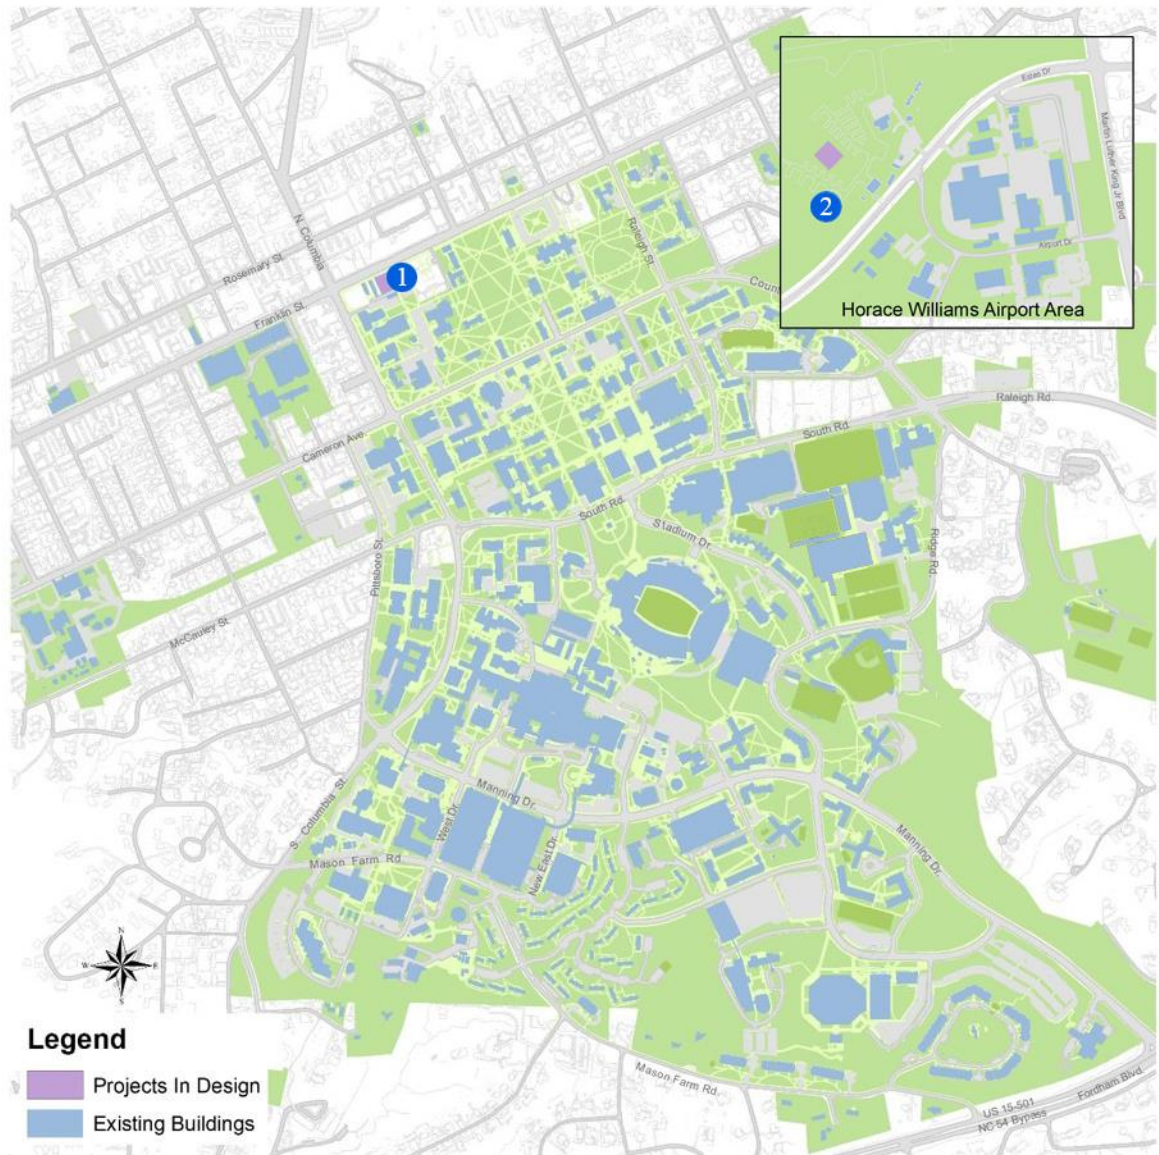 Estes Dr
Martin Luther King Jr Blvd
2
Airport Dr
Horace Williams Airport Area
N. Columbia
Rosemary St.
Raleigh St.
1
Franklin St.
Raleigh Rd.
South Rd.
Cameron Ave.
South Rd.
Stadium Dr.
Pittsboro St.
Ridge Rd.
McCauley St.
Manning Dr.
S. Columbia St.
West Dr.
Manning Dr.
Mason Farm Rd
New East Dr.
N
W
E
S
Legend
Projects In Design
Existing Buildings
Mason Farm Rd.
Fordham Blvd.
US 15-501
NC 54 Bypass